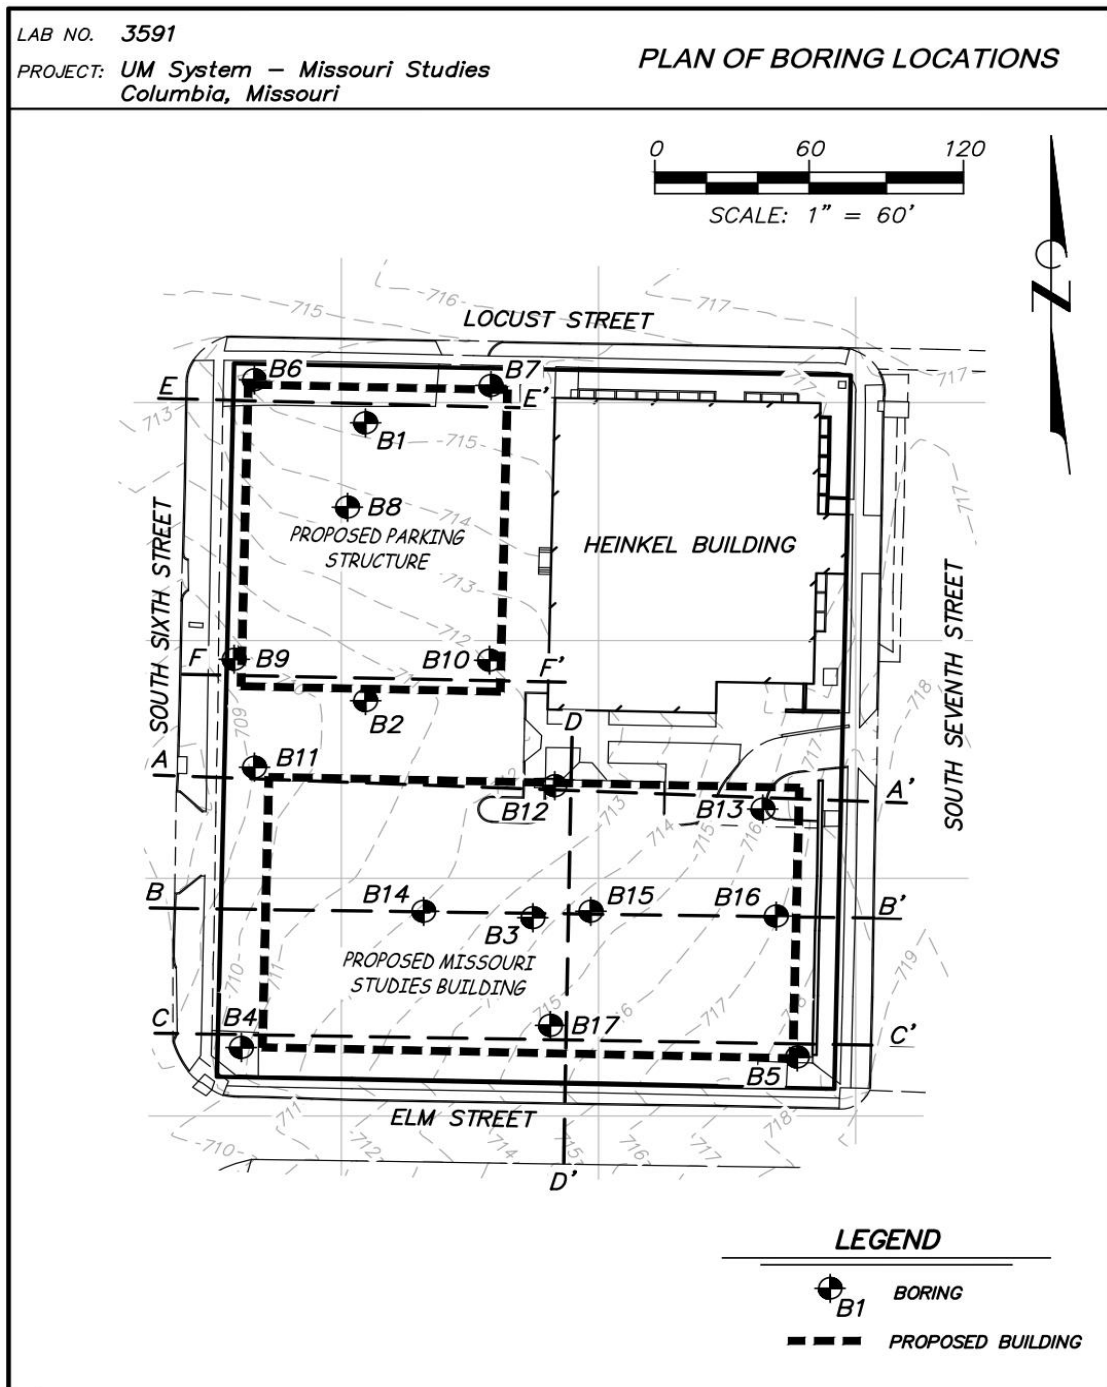 LAB NO. 3591
PROJECT: UM System – Missouri Studies
Columbia, Missouri
PLAN OF BORING LOCATIONS
0 60 120
SCALE: 1" = 60'
N
717
716
715
LOCUST STREET
717
717
B6
B7
E
E'
713
B1
715
717
B8
714
PROPOSED PARKING
STRUCTURE
HEINKEL BUILDING
SOUTH SIXTH STREET
SOUTH SEVENTH STREET
713
712
F
B9
B10
F'
718
B2
709
D
717
A
B11
B12
B13
A'
713
714
715
716
B
B14
B3
B15
B16
B'
PROPOSED MISSOURI
STUDIES BUILDING
719
710
711
715
717
C
B4
B17
B5
C'
ELM STREET
711
718
710
712
714
715
716
717
D'
LEGEND
B1 BORING
PROPOSED BUILDING